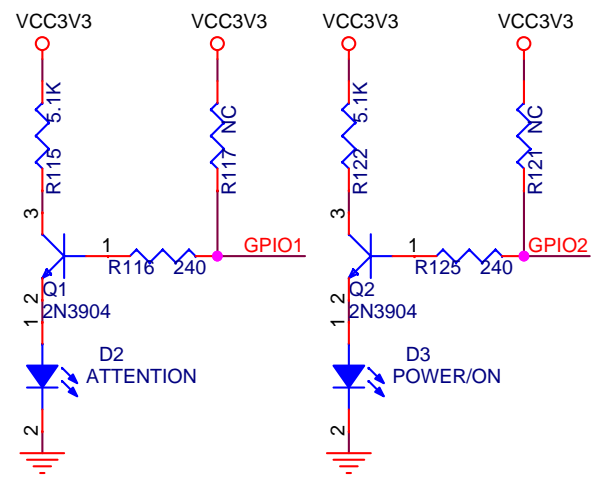 VCC3V3
VCC3V3
VCC3V3
VCC3V3
R115 5.1K
R117 NC
R122 5.1K
R121 NC
3
1
R116 240
GPIO1
3
1
R125 240
GPIO2
2
Q1
2N3904
1
2
Q2
2N3904
1
D2
ATTENTION
D3
POWER/ON
2
2